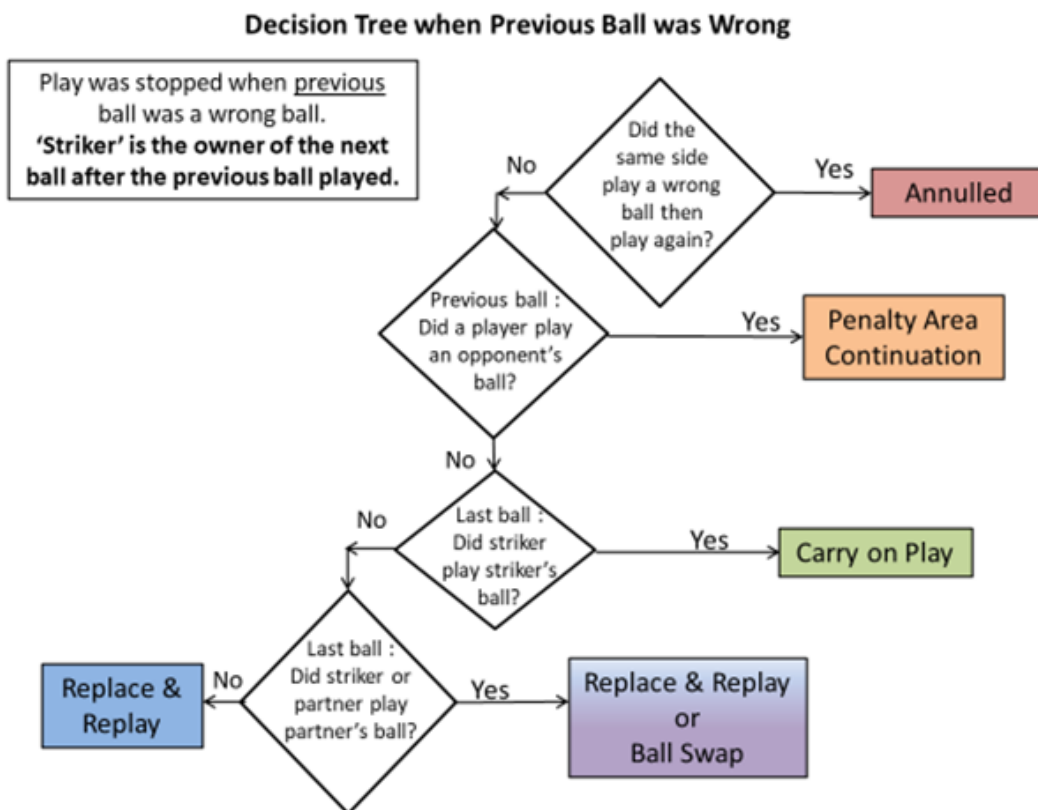 Decision Tree when Previous Ball was Wrong
Play was stopped when previous
ball was a wrong ball.
‘Striker’ is the owner of the next
ball after the previous ball played.
Did the
same side
play a wrong
ball then
play again?
No
Yes
Annulled
Previous ball :
Did a player play
an opponent’s
ball?
Yes
Penalty Area
Continuation
No
Last ball :
Did striker
play striker’s
ball?
No
Yes
Carry on Play
Last ball :
Did striker or
partner play
partner’s ball?
No
Replace &
Replay
Yes
Replace & Replay
or
Ball Swap